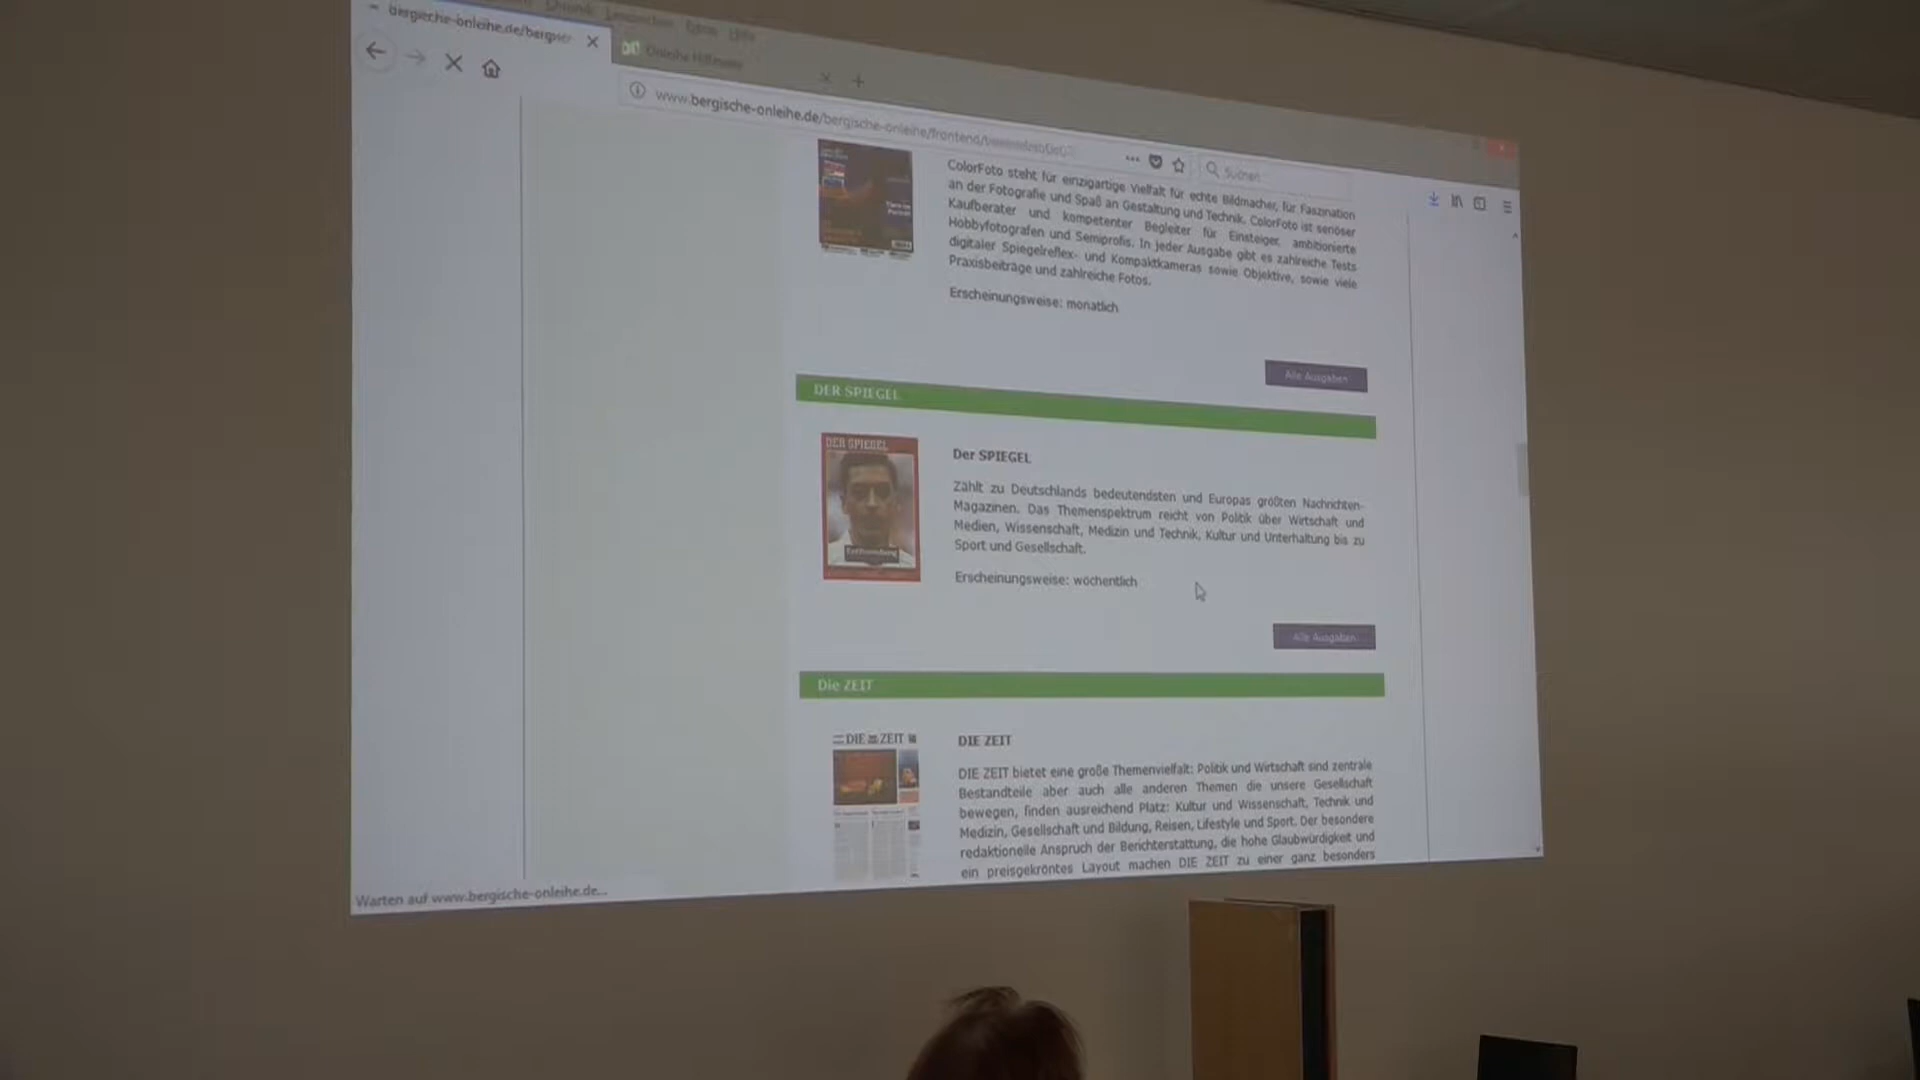 bergische-onleihe.de/bergisc
Chronik Lesezeichen Extras Hilfe
Onleihe Hilfeseite
www.bergische-onleihe.de/bergische-onleihe/frontend/
Suchen
ColorFoto steht für einzigartige Vielfalt für echte Bildmacher, für Faszination
an der Fotografie und Spaß an Gestaltung und Technik. ColorFoto ist seriöser
Kaufberater und kompetenter Begleiter für Einsteiger, ambitionierte
Hobbyfotografen und Semiprofis. In jeder Ausgabe gibt es zahlreiche Tests
digitaler Spiegelreflex- und Kompaktkameras sowie Objektive, sowie viele
Praxisbeiträge und zahlreiche Fotos.
Erscheinungsweise: monatlich
Alle Ausgaben
DER SPIEGEL
DER SPIEGEL
Der SPIEGEL
Zählt zu Deutschlands bedeutendsten und Europas größten Nachrichten-
Magazinen. Das Themenspektrum reicht von Politik über Wirtschaft und
Medien, Wissenschaft, Medizin und Technik, Kultur und Unterhaltung bis zu
Sport und Gesellschaft.
Erscheinungsweise: wöchentlich
Alle Ausgaben
Die ZEIT
DIE ZEIT
DIE ZEIT
DIE ZEIT bietet eine große Themenvielfalt: Politik und Wirtschaft sind zentrale
Bestandteile aber auch alle anderen Themen die unsere Gesellschaft
bewegen, finden ausreichend Platz: Kultur und Wissenschaft, Technik und
Medizin, Gesellschaft und Bildung, Reisen, Lifestyle und Sport. Der besondere
redaktionelle Anspruch der Berichterstattung, die hohe Glaubwürdigkeit und
ein preisgekröntes Layout machen DIE ZEIT zu einer ganz besonders
Warten auf www.bergische-onleihe.de...